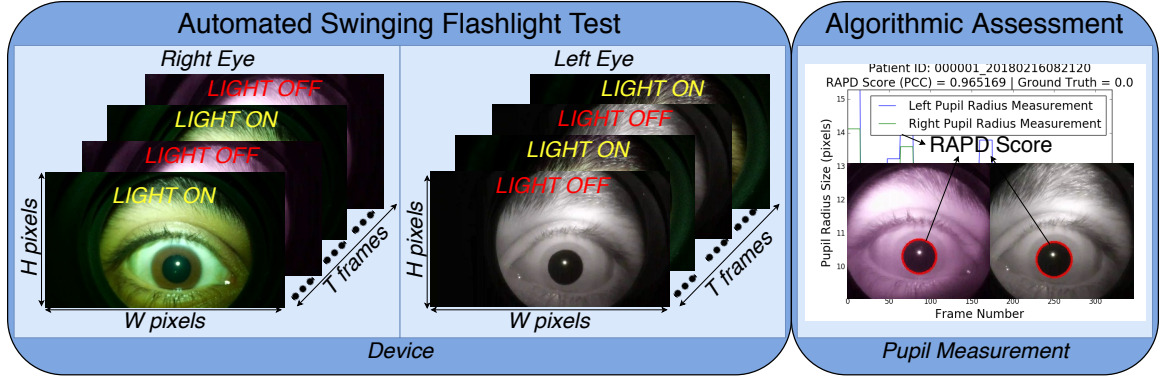 Automated Swinging Flashlight Test
Right Eye
LIGHT OFF
LIGHT ON
LIGHT OFF
LIGHT ON
H pixels
W pixels
T frames
Left Eye
LIGHT ON
LIGHT OFF
LIGHT ON
LIGHT OFF
H pixels
W pixels
T frames
Device
Algorithmic Assessment
Patient ID: 000001_20180216082120
RAPD Score (PCC) = 0.965169 | Ground Truth = 0.0
Left Pupil Radius Measurement
Right Pupil Radius Measurement
RAPD Score
Pupil Radius Size (pixels)
15
14
13
12
11
10
0 50 100 150 200 250 300
Frame Number
Pupil Measurement